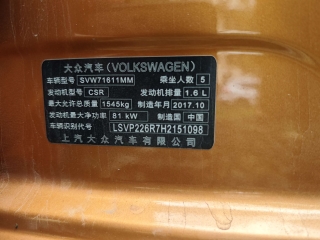 大众汽车(VOLKSWAGEN)
车辆型号 SVW71611MM 乘坐人数 5
发动机型号 CSR 发动机排量 1.6 L
最大允许总质量 1545kg 制造年月 2017.10
发动机最大净功率 81 kW 制造国 中国
车辆识别代号 LSVP226R7H2151098
上汽大众汽车有限公司